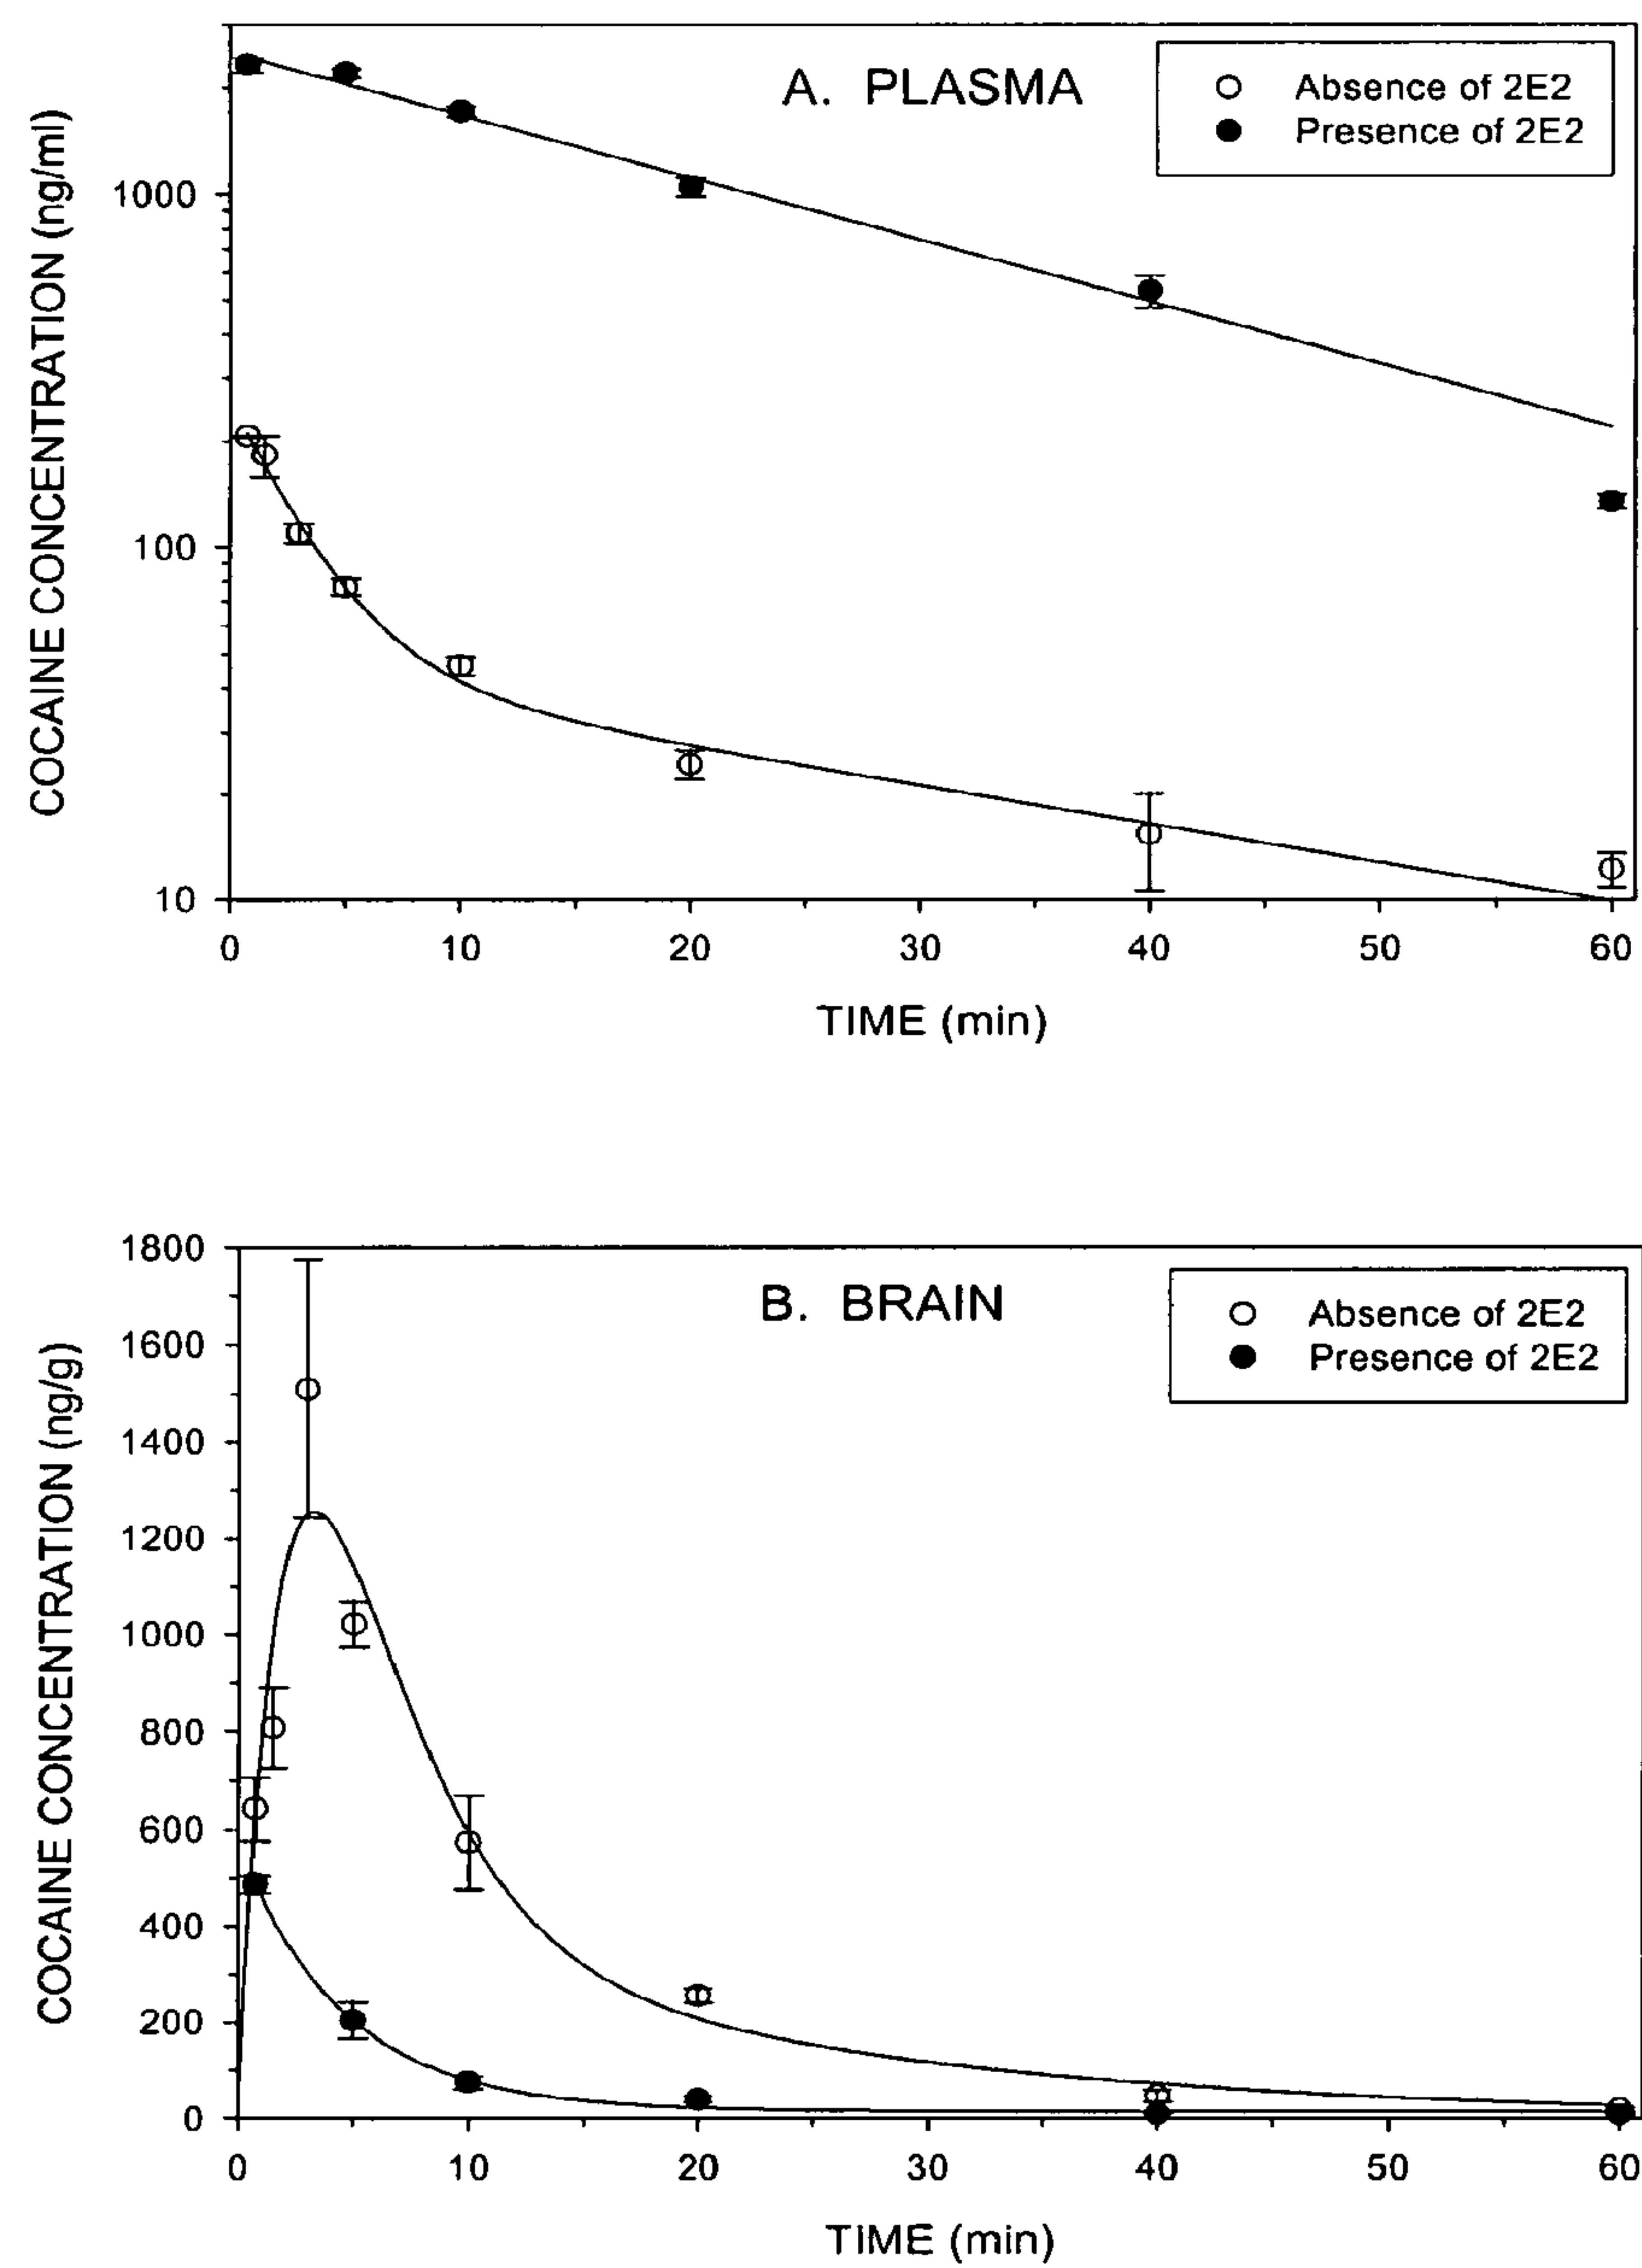 A. PLASMA
Absence of 2E2
Presence of 2E2
COCAINE CONCENTRATION (ng/ml)
1000
100
10
0 10 20 30 40 50 60
TIME (min)
B. BRAIN
Absence of 2E2
Presence of 2E2
COCAINE CONCENTRATION (ng/g)
1800
1600
1400
1200
1000
800
600
400
200
0
0 10 20 30 40 50 60
TIME (min)